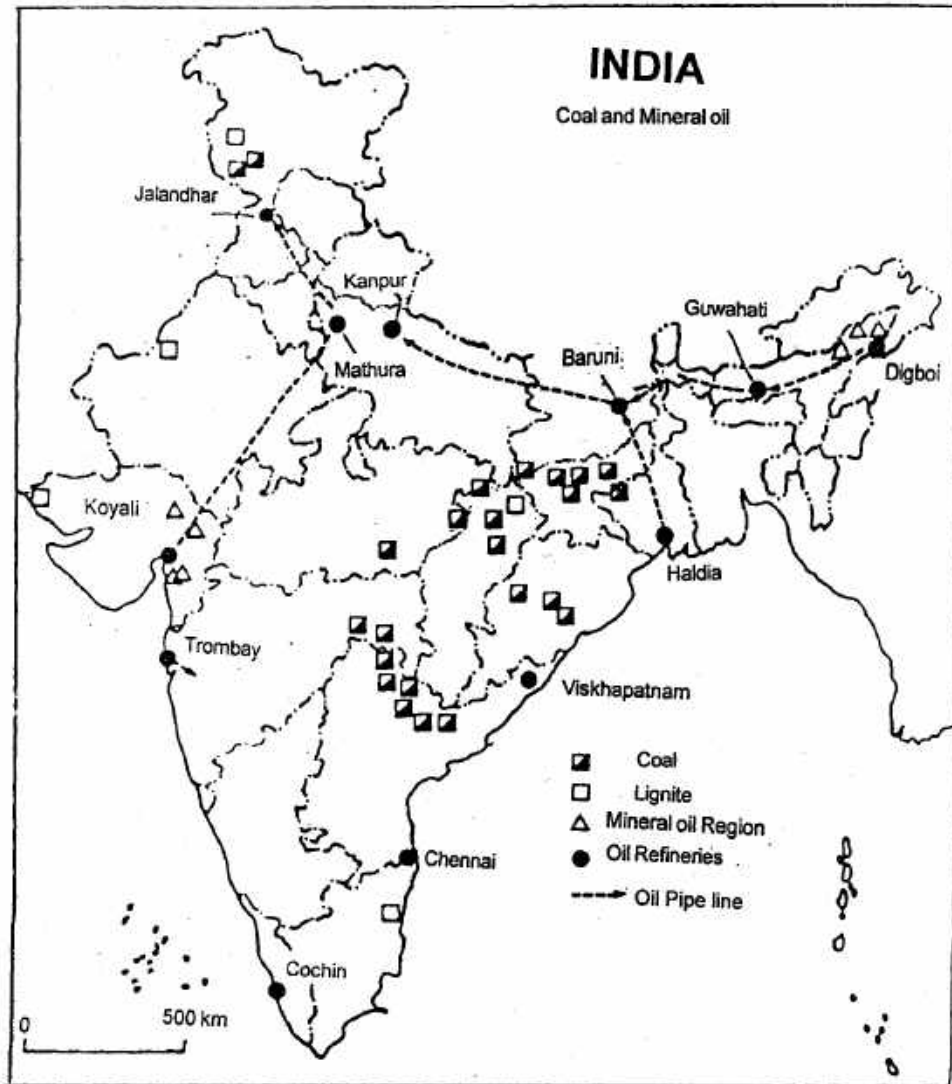 INDIA
Coal and Mineral oil
Jalandhar
Kanpur
Guwahati
Mathura
Baruni
Digboi
Koyali
Haldia
Trombay
Viskhapatnam
Coal
Lignite
Mineral oil Region
Oil Refineries
Oil Pipe line
Chennai
Cochin
0
500 km